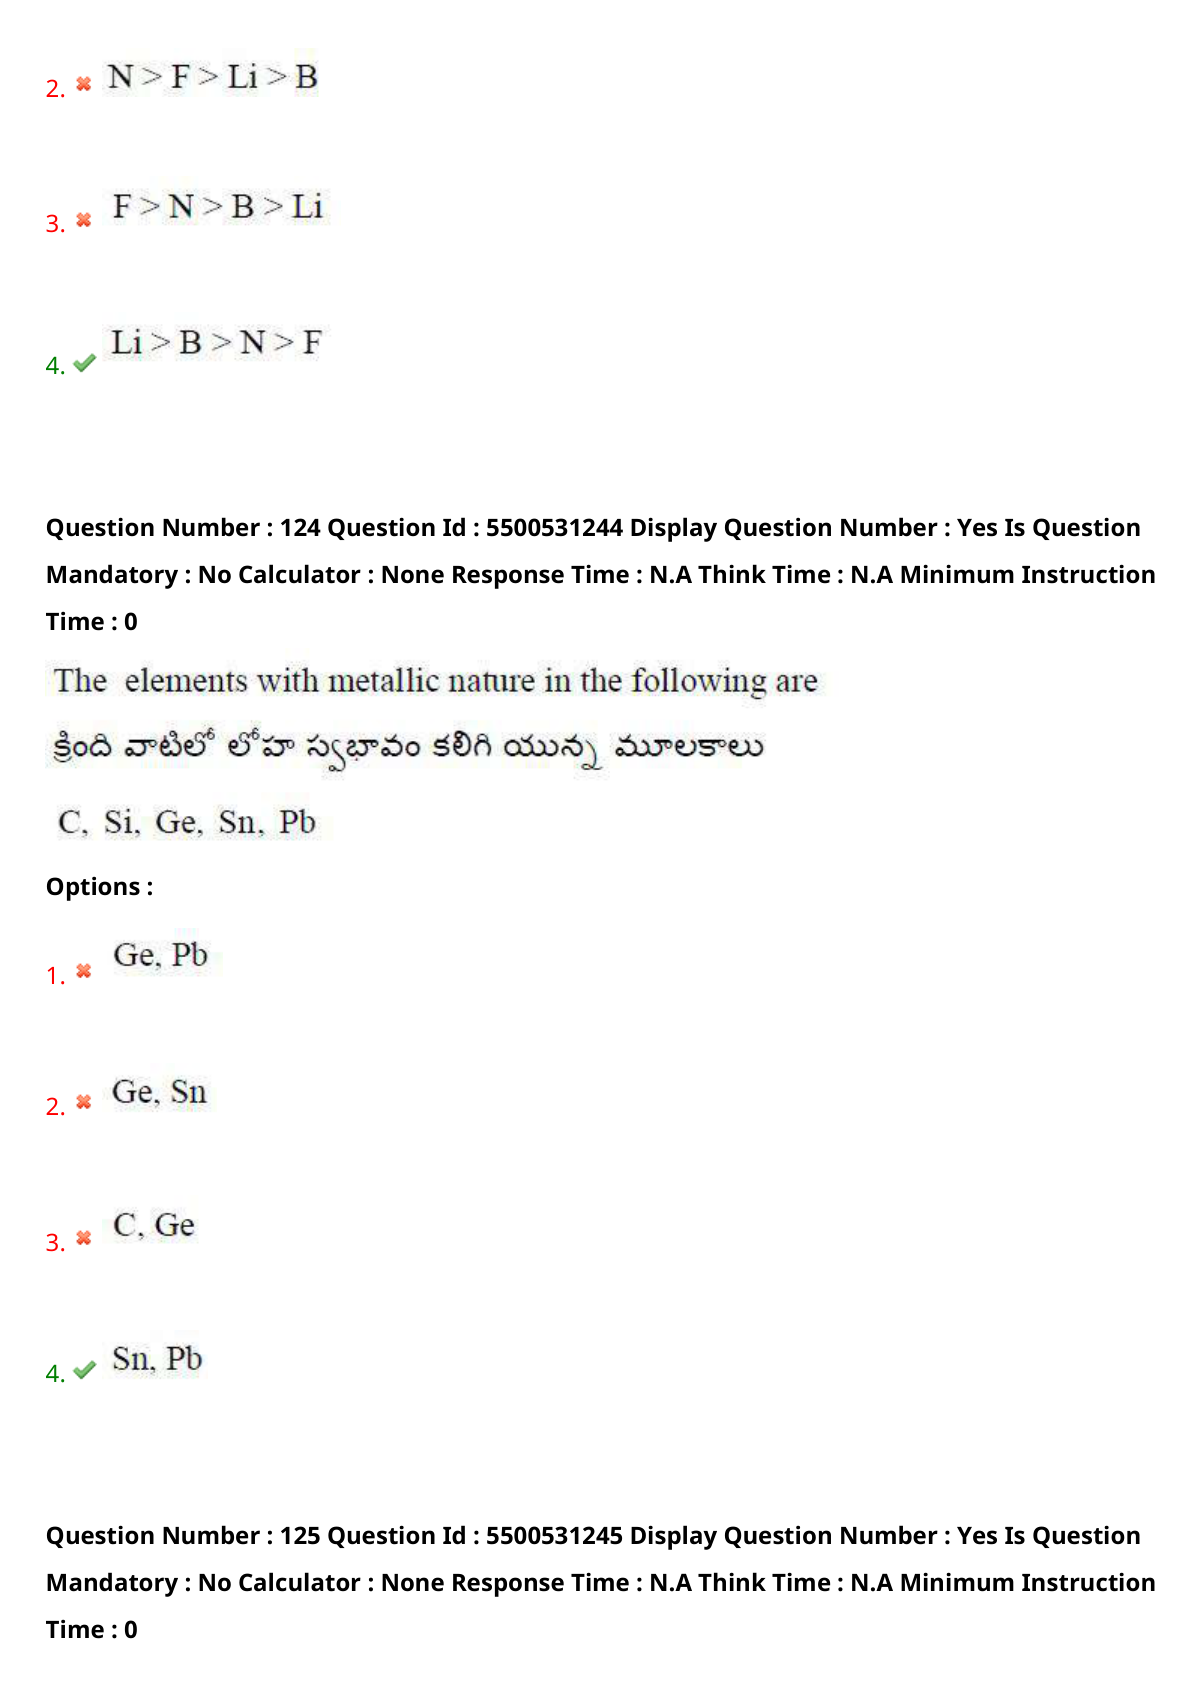 2. N > F > Li > B
3. F > N > B > Li
4. Li > B > N > F
Question Number : 124 Question Id : 5500531244 Display Question Number : Yes Is Question
Mandatory : No Calculator : None Response Time : N.A Think Time : N.A Minimum Instruction
Time : 0
The elements with metallic nature in the following are
క్రింది వాటిలో లోహ స్వభావం కలిగి యున్న మూలకాలు
C, Si, Ge, Sn, Pb
Options :
1. Ge, Pb
2. Ge, Sn
3. C, Ge
4. Sn, Pb
Question Number : 125 Question Id : 5500531245 Display Question Number : Yes Is Question
Mandatory : No Calculator : None Response Time : N.A Think Time : N.A Minimum Instruction
Time : 0